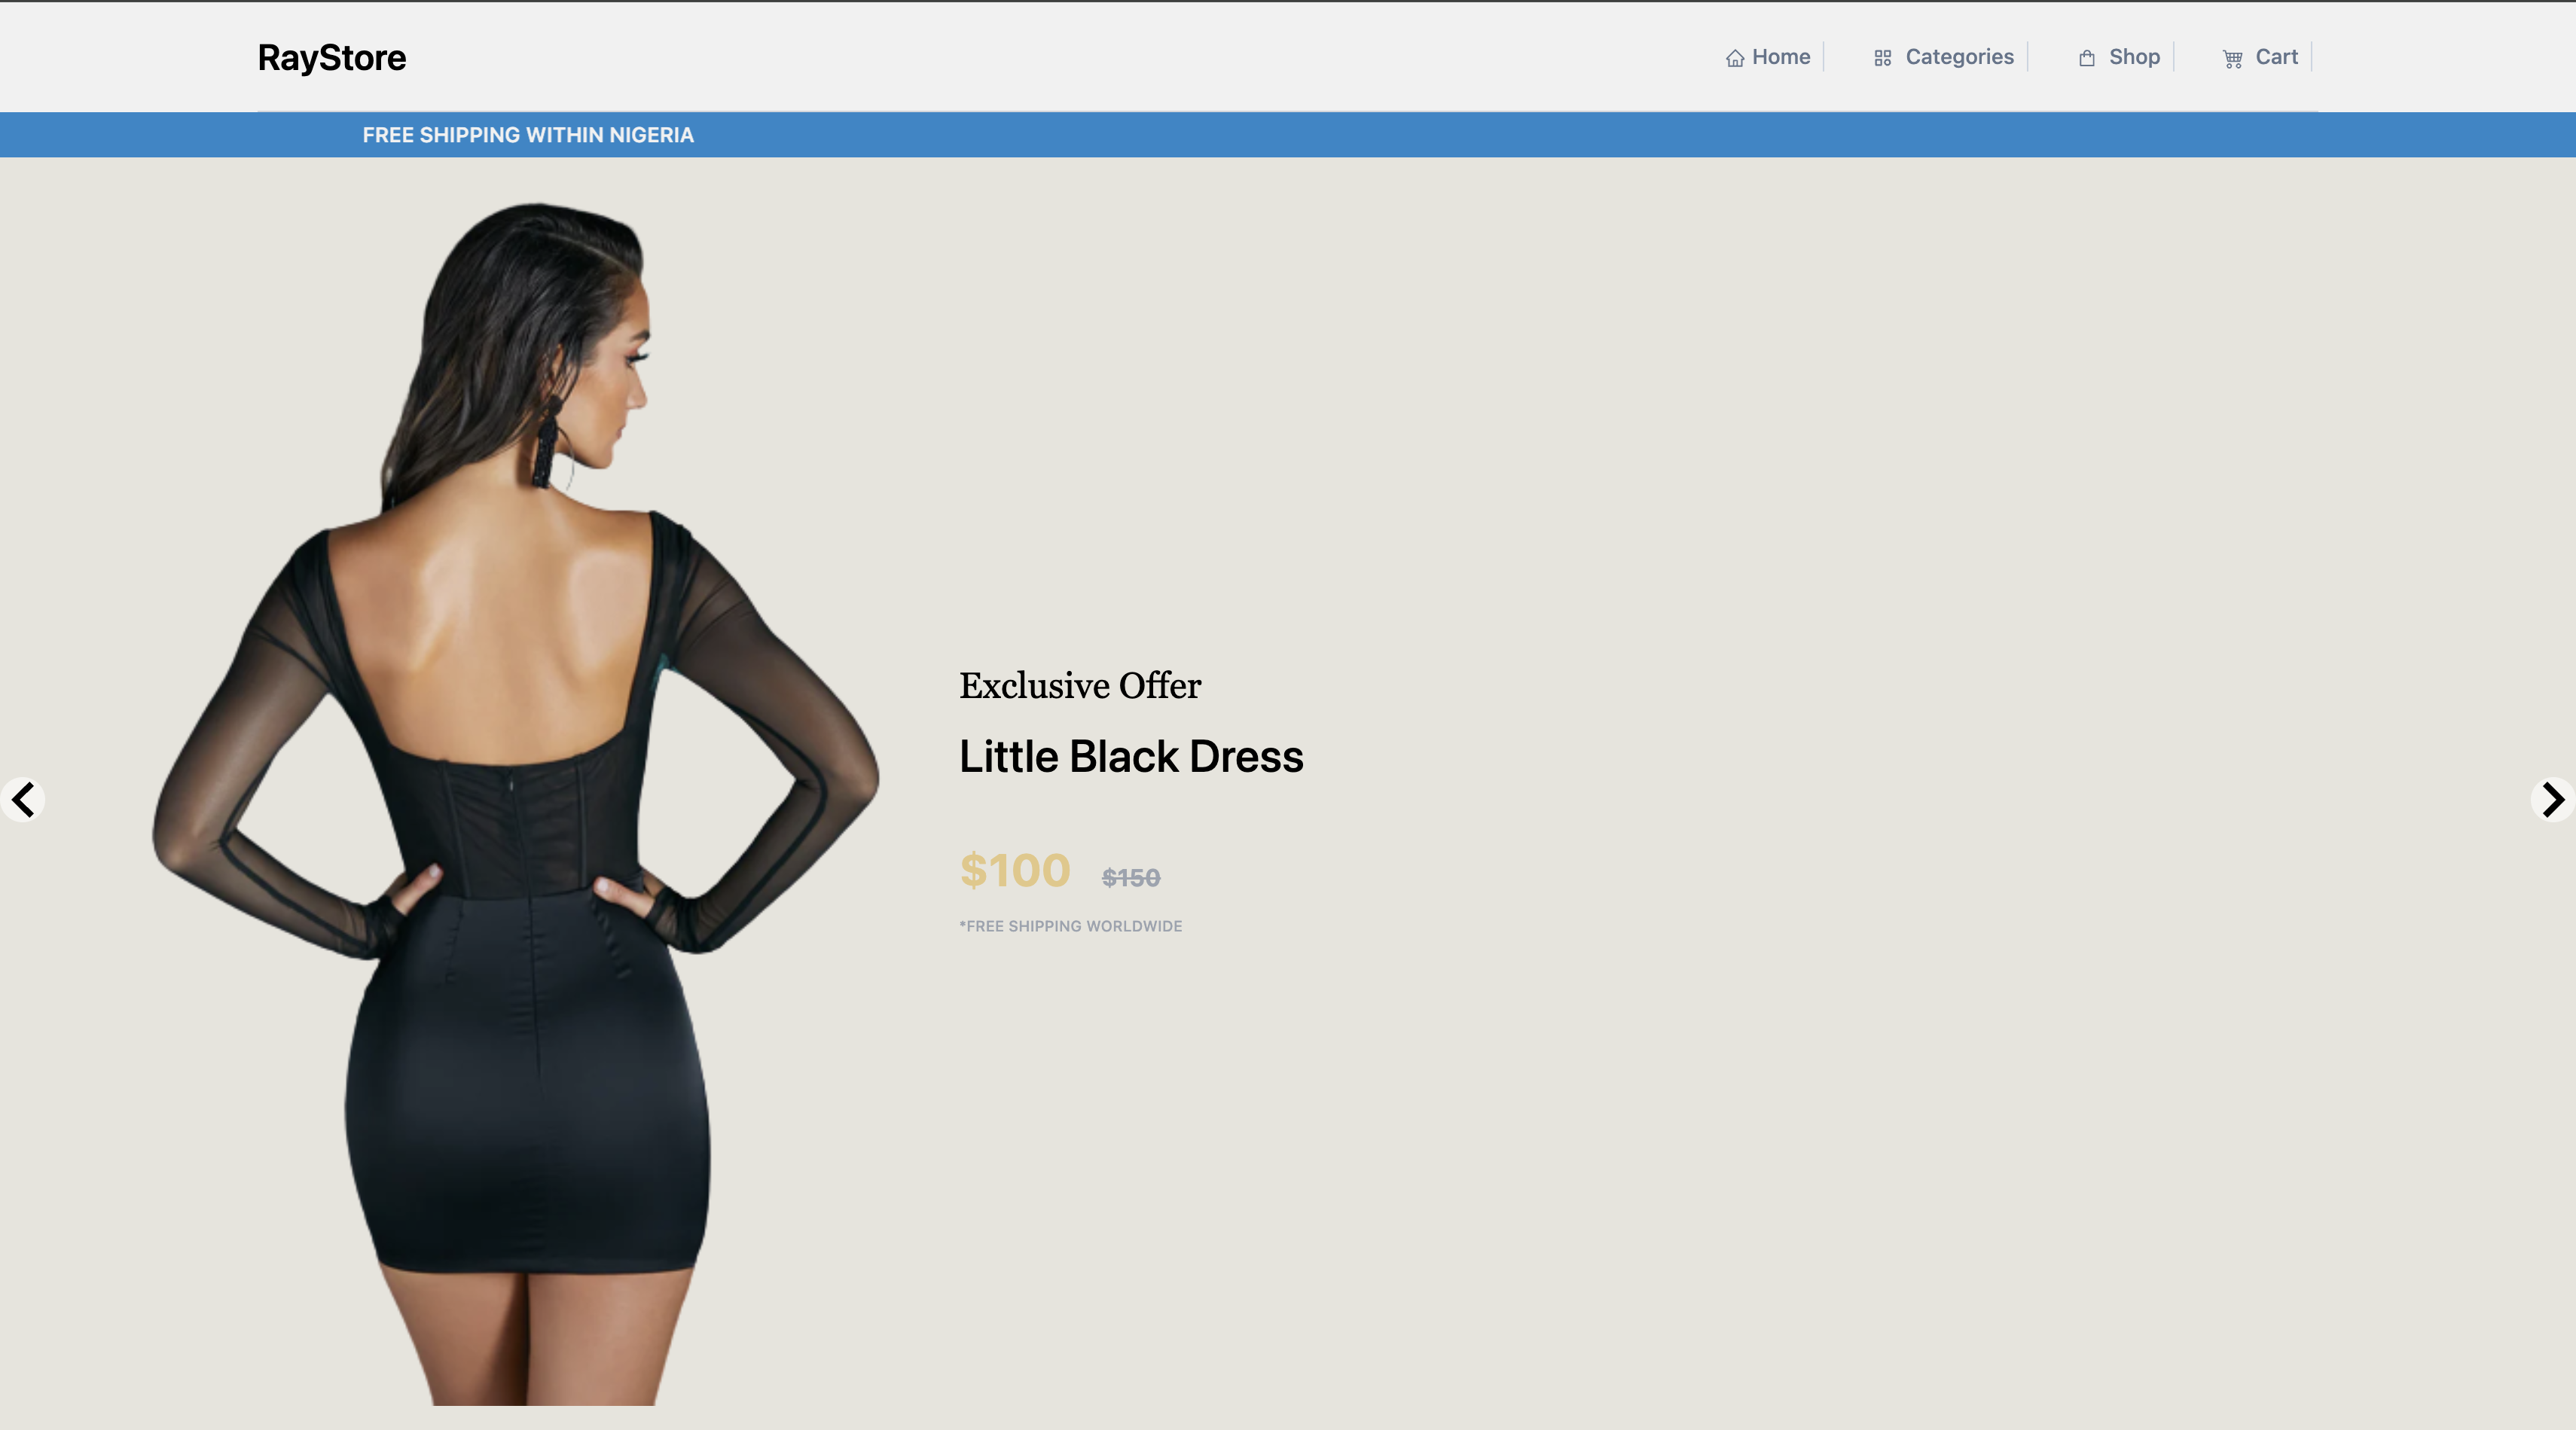 RayStore
Home Categories Shop Cart
FREE SHIPPING WITHIN NIGERIA
Exclusive Offer
Little Black Dress
$100 $150
*FREE SHIPPING WORLDWIDE